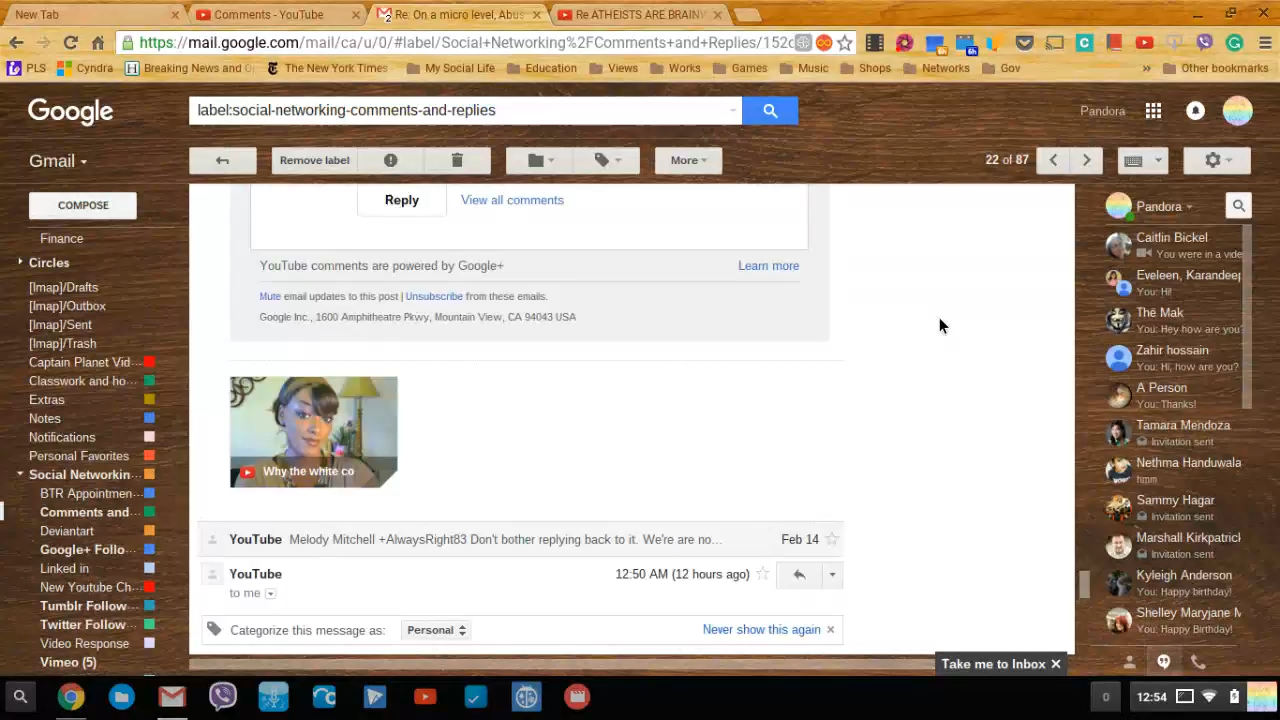 New Tab
Comments - YouTube
Re: On a micro level, Abus
Re ATHEISTS ARE BRAINW
https://mail.google.com/mail/ca/u/0/#label/Social+Networking%2FComments+and+Replies/152c
PLS
Cyndra
Breaking News and O
The New York Times
My Social Life
Education
Views
Works
Games
Music
Shops
Networks
Gov
»
Other bookmarks
Google
label:social-networking-comments-and-replies
Pandora
Gmail
Remove label
More
22 of 87
COMPOSE
Finance
Circles
[Imap]/Drafts
[Imap]/Outbox
[Imap]/Sent
[Imap]/Trash
Captain Planet Vid...
Classwork and ho...
Extras
Notes
Notifications
Personal Favorites
Social Networkin...
BTR Appointmen...
Comments and...
Deviantart
Google+ Follo...
Linked in
New Youtube Ch...
Tumblr Follow...
Twitter Follow...
Video Response
Vimeo (5)
Reply
View all comments
YouTube comments are powered by Google+
Learn more
Mute email updates to this post | Unsubscribe from these emails.
Google Inc., 1600 Amphitheatre Pkwy, Mountain View, CA 94043 USA
Why the white co
YouTube
Melody Mitchell +AlwaysRight83 Don't bother replying back to it. We're are no...
Feb 14
YouTube
12:50 AM (12 hours ago)
to me
Categorize this message as:
Personal
Never show this again ×
Pandora
Caitlin Bickel
You were in a vide
Eveleen, Karandeep
You: Hi!
The Mak
You: Hey how are you?
Zahir hossain
You: Hi, how are you?
A Person
You: Thanks!
Tamara Mendoza
Invitation sent
Nethma Handuwala
hmm
Sammy Hagar
Invitation sent
Marshall Kirkpatrick
Invitation sent
Kyleigh Anderson
You: Happy birthday!
Shelley Maryjane M
You: Happy Birthday!
Take me to Inbox ×
0
12:54